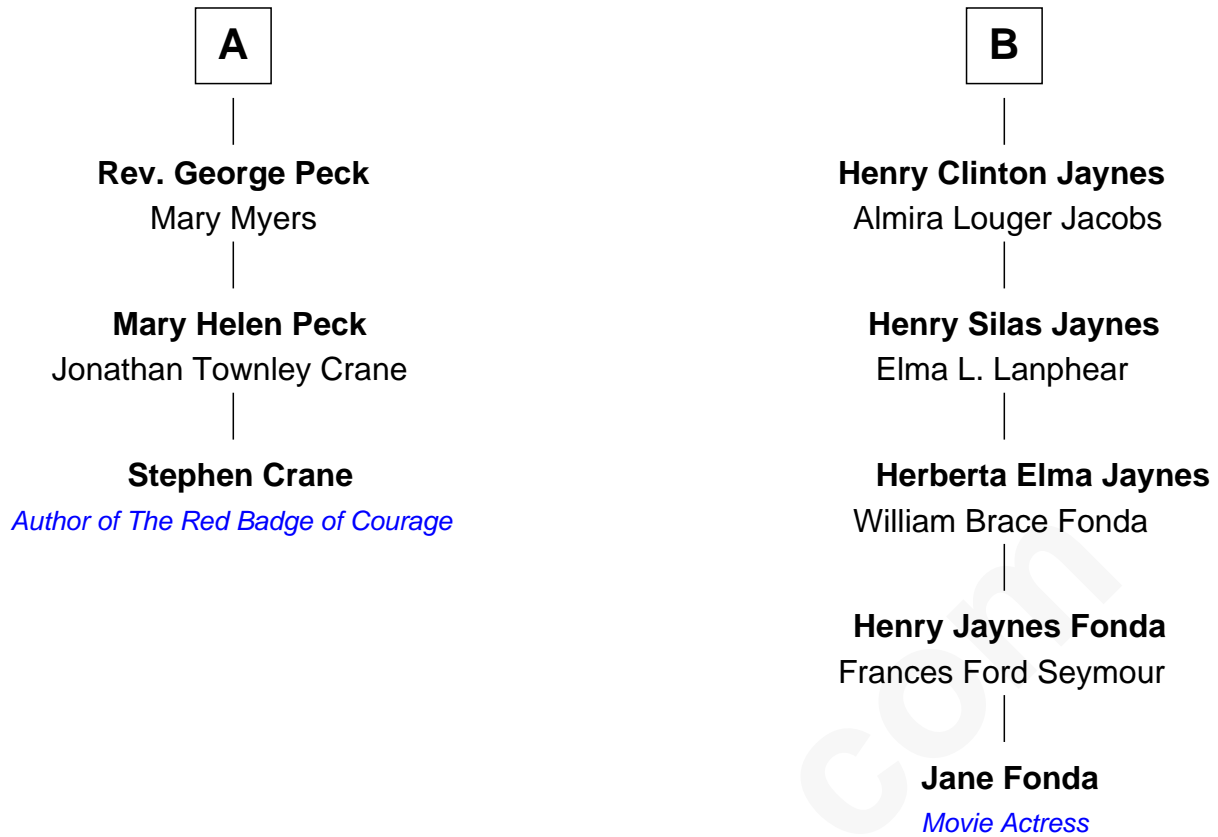 A
Rev. George Peck
Mary Myers
Mary Helen Peck
Jonathan Townley Crane
Stephen Crane
Author of The Red Badge of Courage
B
Henry Clinton Jaynes
Almira Louger Jacobs
Henry Silas Jaynes
Elma L. Lanphear
Herberta Elma Jaynes
William Brace Fonda
Henry Jaynes Fonda
Frances Ford Seymour
Jane Fonda
Movie Actress
com